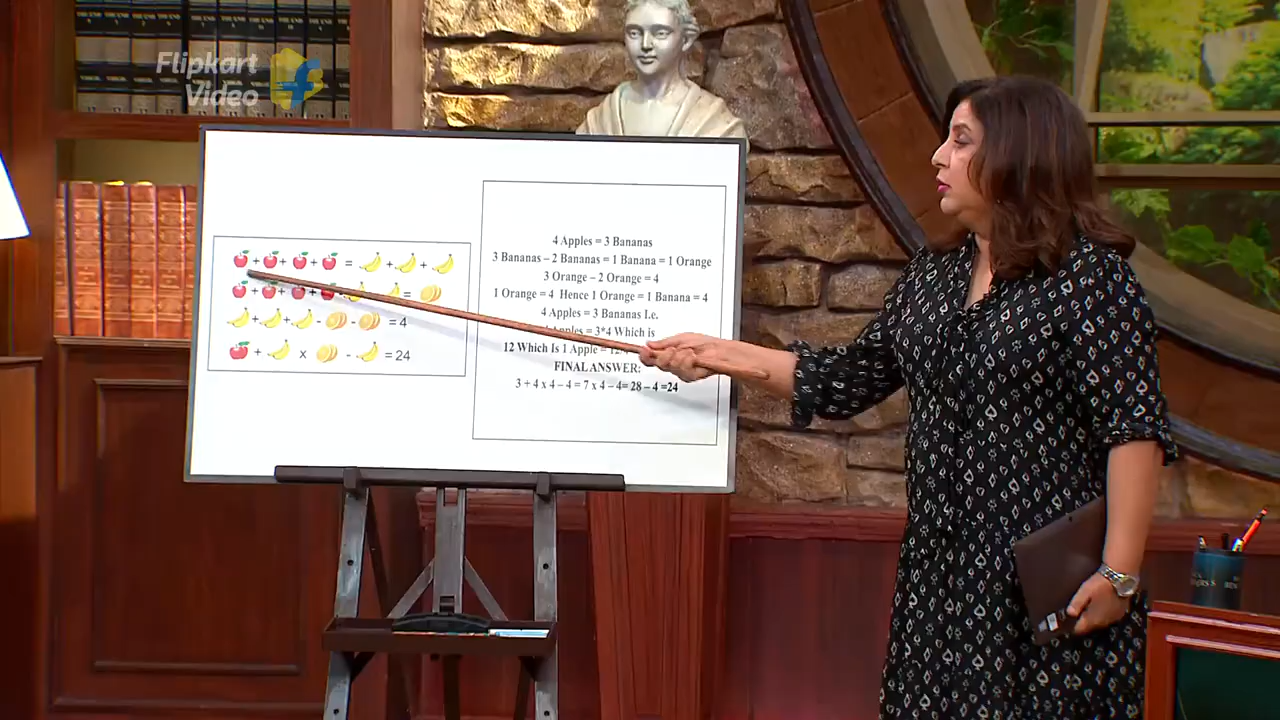 Flipkart
Video
+ + + = + +
+ + + =
+ + - - = 4
+ x - = 24
4 Apples = 3 Bananas
3 Bananas – 2 Bananas = 1 Banana = 1 Orange
3 Orange – 2 Orange = 4
1 Orange = 4 Hence 1 Orange = 1 Banana = 4
4 Apples = 3 Bananas I.e.
Apples = 3*4 Which is
12 Which Is 1 Apple = 12/
FINAL ANSWER:
3 + 4 x 4 – 4 = 7 x 4 – 4= 28 – 4 =24